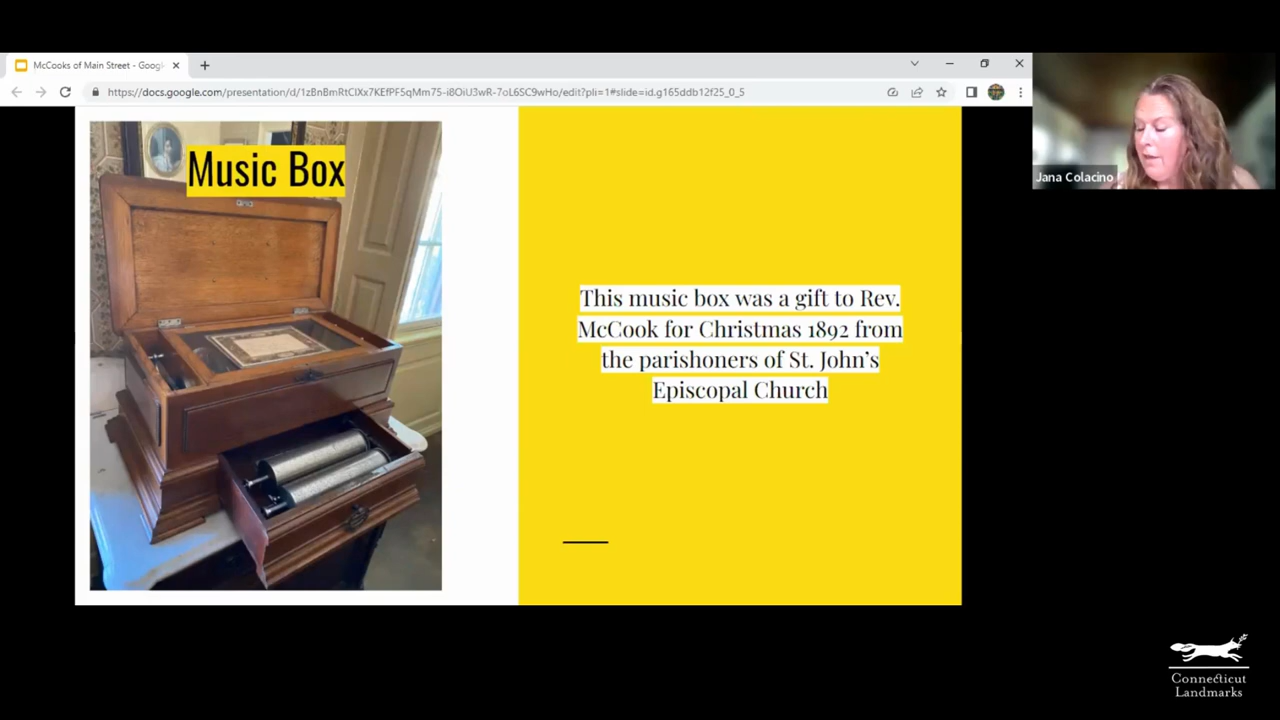 McCooks of Main Street - Googl
https://docs.google.com/presentation/d/1zBnBmRtClXx7KEfPF5qMm75-i8OiU3wR-7oL6SC9wHo/edit?pli=1#slide=id.g165ddb12f25_0_5
Jana Colacino
Music Box
This music box was a gift to Rev.
McCook for Christmas 1892 from
the parishoners of St. John's
Episcopal Church
Connecticut
Landmarks